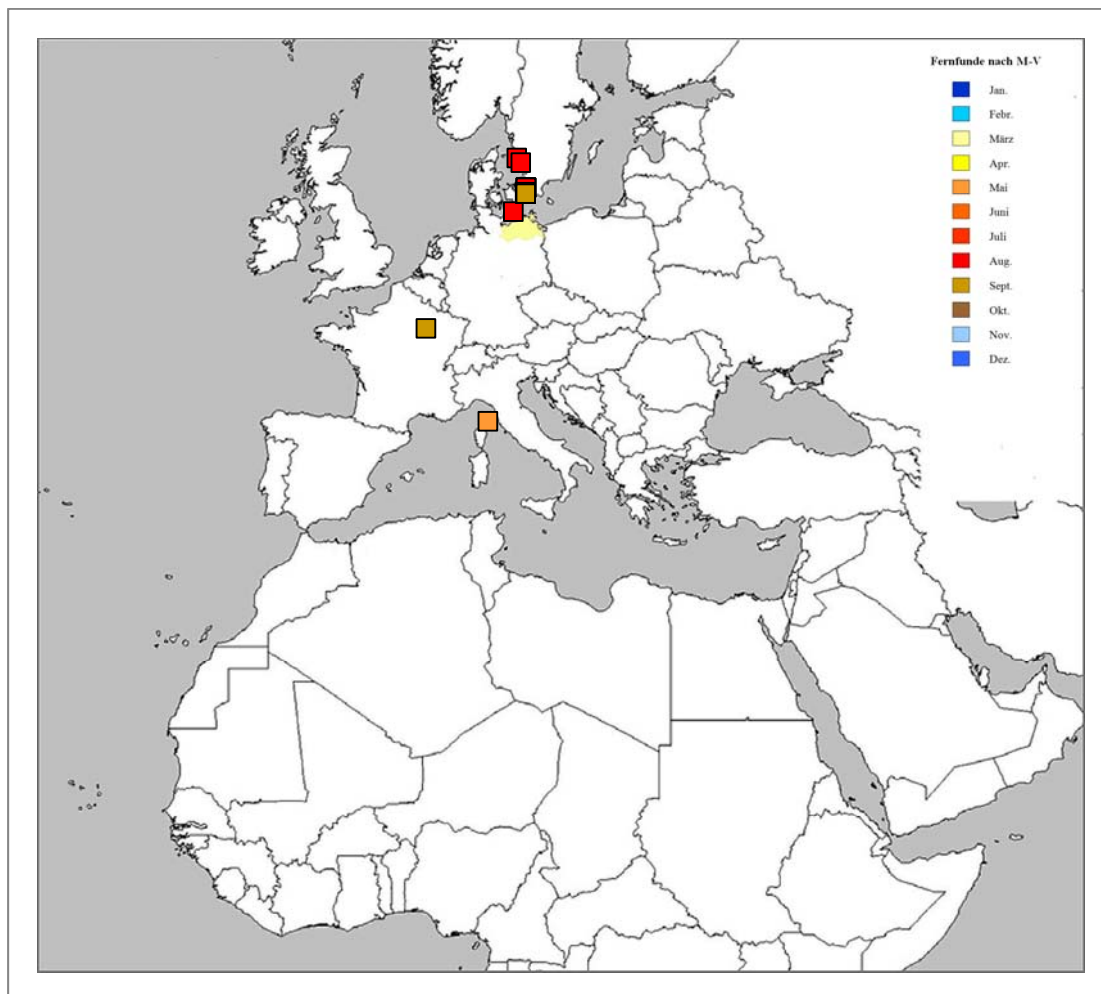 Fernfunde nach M-V
Jan.
Febr.
März
Apr.
Mai
Juni
Juli
Aug.
Sept.
Okt.
Nov.
Dez.